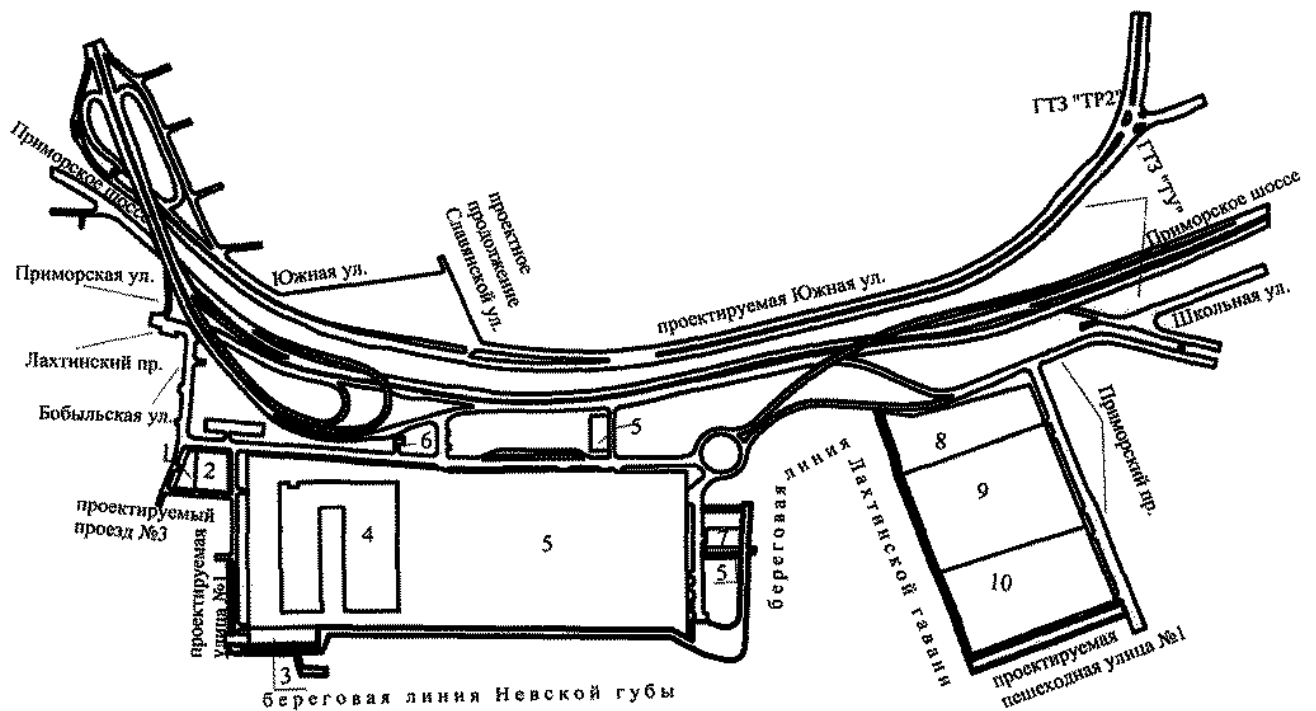 ГТЗ "ТР2"
ГТЗ "ТУ"
Приморское шоссе
Приморское шоссе
проектное
продолжение
Славянской ул.
Южная ул.
Приморская ул.
проектируемая Южная ул.
Школьная ул.
Лахтинский пр.
Бобыльская ул.
Приморский пр.
1
2
6
5
8
9
10
4
5
7
5
3
проектируемый
проезд №3
проектируемая
улица №1
береговая линия
Лахтинской гавани
проектируемая
пешеходная улица №1
береговая линия Невской губы